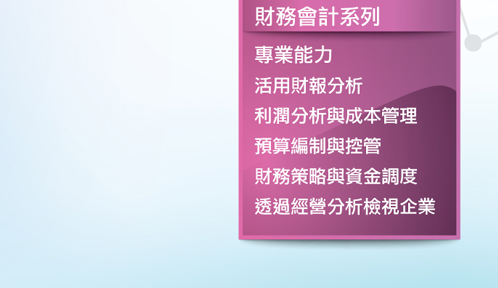 財務會計系列
專業能力
活用財報分析
利潤分析與成本管理
預算編制與控管
財務策略與資金調度
透過經營分析檢視企業